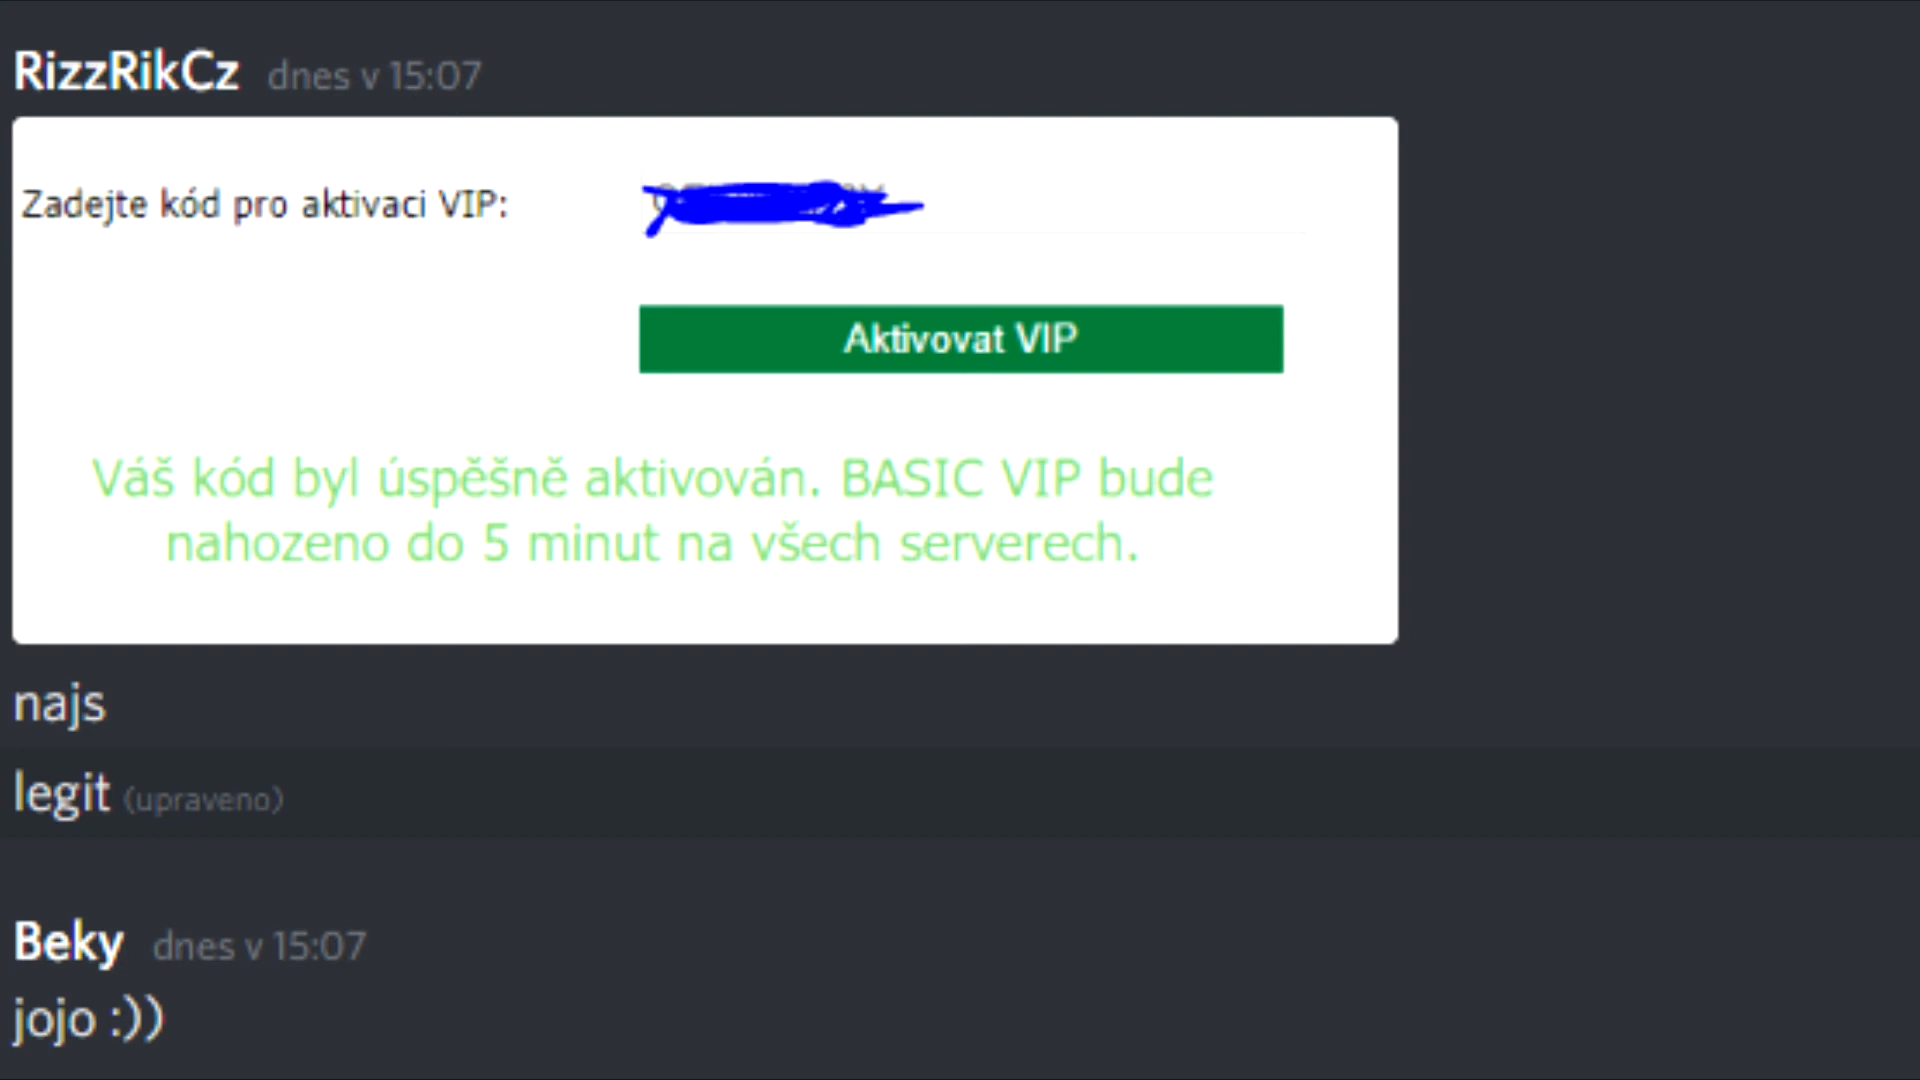 RizzRikCz dnes v 15:07
Zadejte kód pro aktivaci VIP:
Aktivovat VIP
Váš kód byl úspěšně aktivován. BASIC VIP bude
nahozeno do 5 minut na všech serverech.
najs
legit (upraveno)
Beky dnes v 15:07
jojo :))